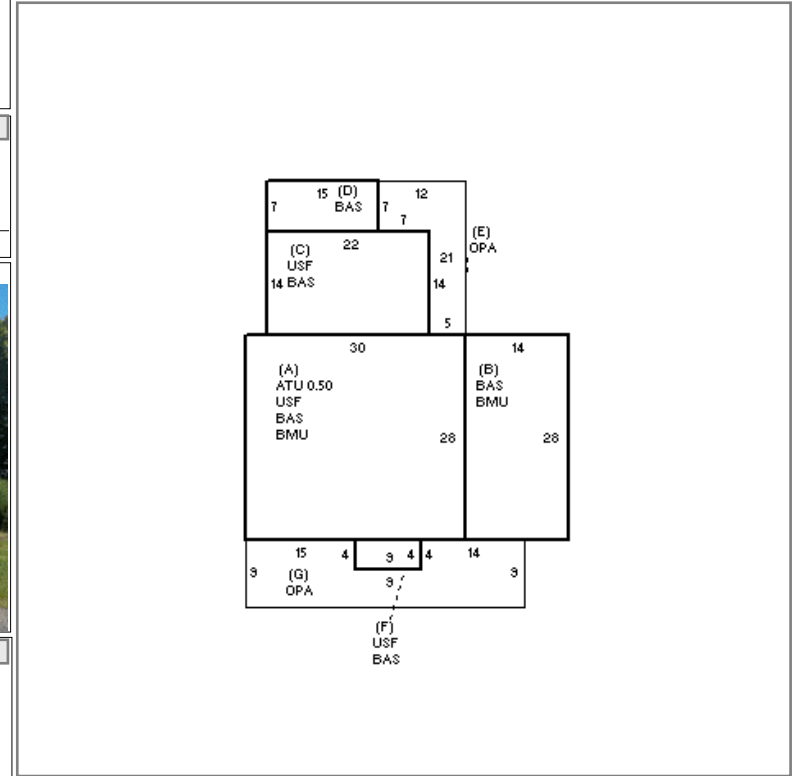 15 (D) 12
7 BAS 7
7
(E)
OPA
22
(C)
USF
21
14 BAS 14
5
30 14
(A) (B)
ATU 0.50 BAS
USF BMU
BAS
BMU
28 28
15 4 9 4 4 14
9 (G) 9 9
OPA
(F)
USF
BAS